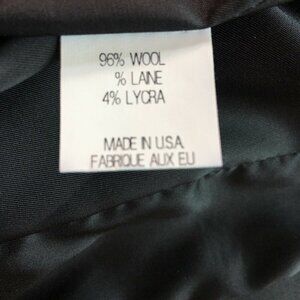 96% WOOL
% LAINE
4% LYCRA
MADE IN U.S.A.
FABRIQUE AUX EU